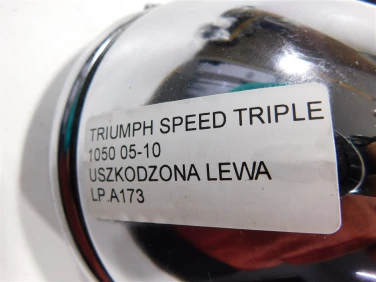 TRIUMPH SPEED TRIPLE
1050 05-10
USZKODZONA LEWA
LP.A173